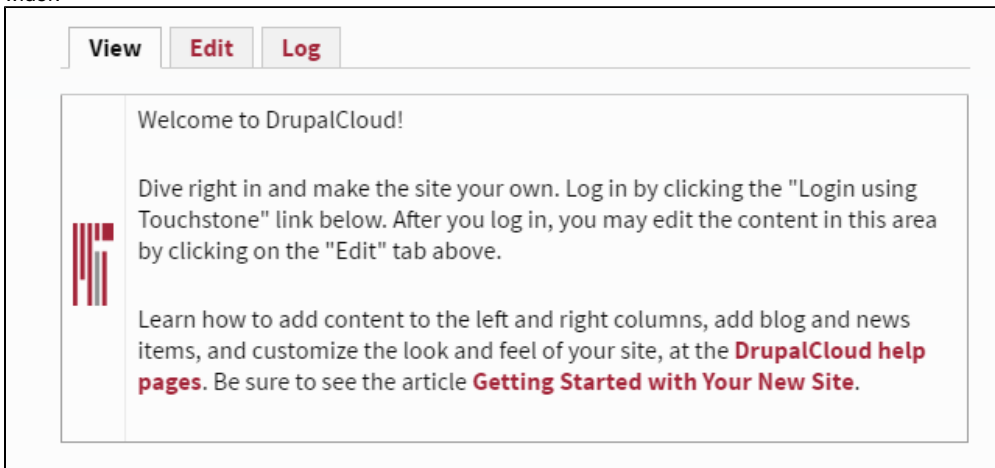 View Edit Log
Welcome to DrupalCloud!
Dive right in and make the site your own. Log in by clicking the "Login using
Touchstone" link below. After you log in, you may edit the content in this area
by clicking on the "Edit" tab above.
Learn how to add content to the left and right columns, add blog and news
items, and customize the look and feel of your site, at the DrupalCloud help
pages. Be sure to see the article Getting Started with Your New Site.